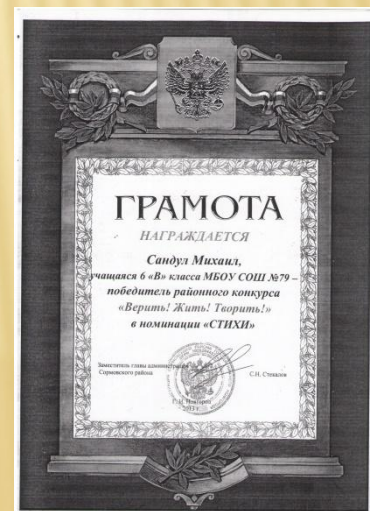 ГРАМОТА
НАГРАЖДАЕТСЯ
Сандул Михаил,
учащаяся 6 «В» класса МБОУ СОШ №79 –
победитель районного конкурса
«Верить! Жить! Творить!»
в номинации «СТИХИ»
Заместитель главы администрации
Сормовского района
С.Н.
2013 г.